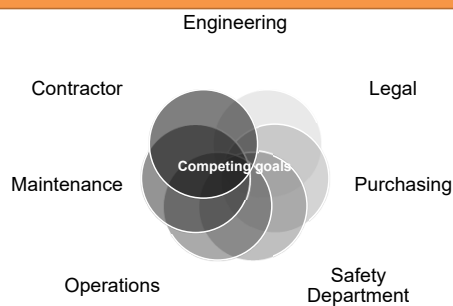 Engineering
Contractor
Legal
Competing goals
Maintenance
Purchasing
Operations
Safety
Department